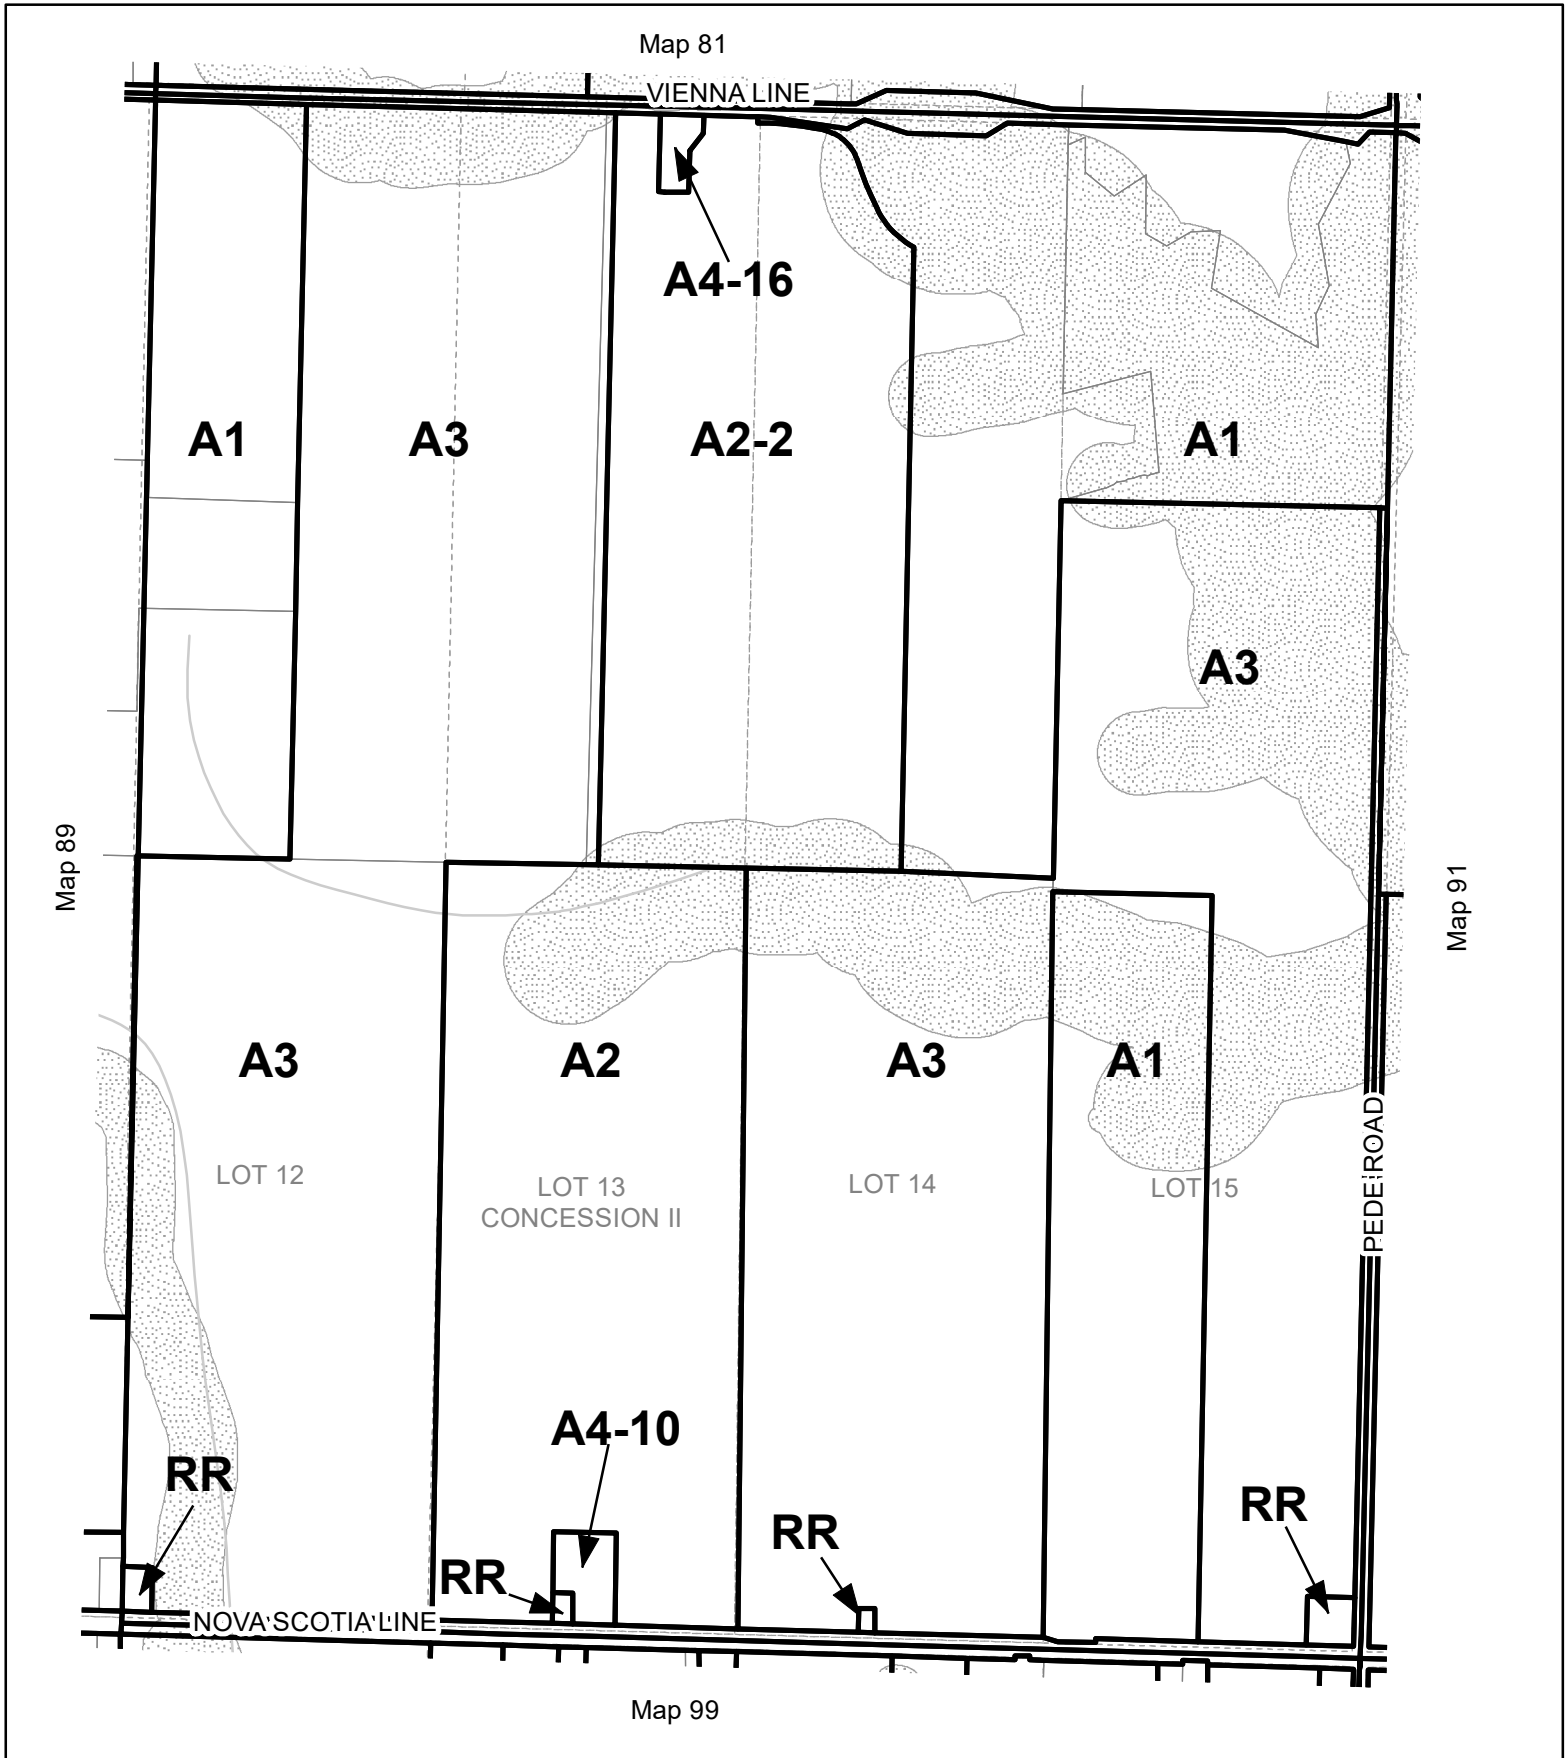 Map 81
VIENNA LINE
A4-16
A1
A3
A2-2
A1
A3
Map 89
Map 91
A3
A2
A3
A1
LOT 12
LOT 13
CONCESSION II
LOT 14
LOT 15
PEDE ROAD
A4-10
RR
RR
RR
RR
NOVA SCOTIA LINE
Map 99